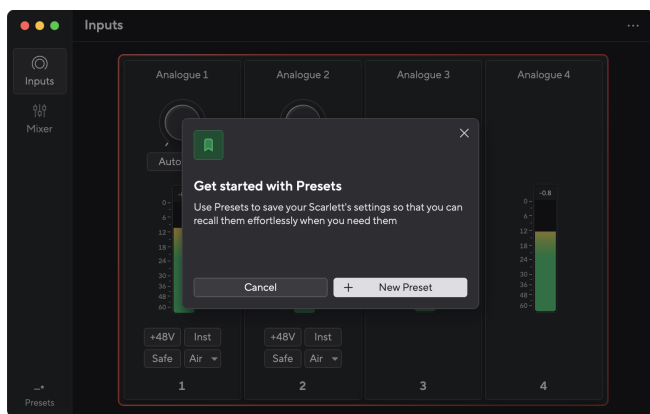 Inputs
...
Inputs
Mixer
Presets
Analogue 1
Analogue 2
Analogue 3
Analogue 4
Auto
0
6
12
18
24
30
36
48
60
-0.8
0
6
12
18
24
30
36
48
60
Get started with Presets
Use Presets to save your Scarlett's settings so that you can
recall them effortlessly when you need them
Cancel
+ New Preset
+48V Inst
Safe Air
+48V Inst
Safe Air
1
2
3
4